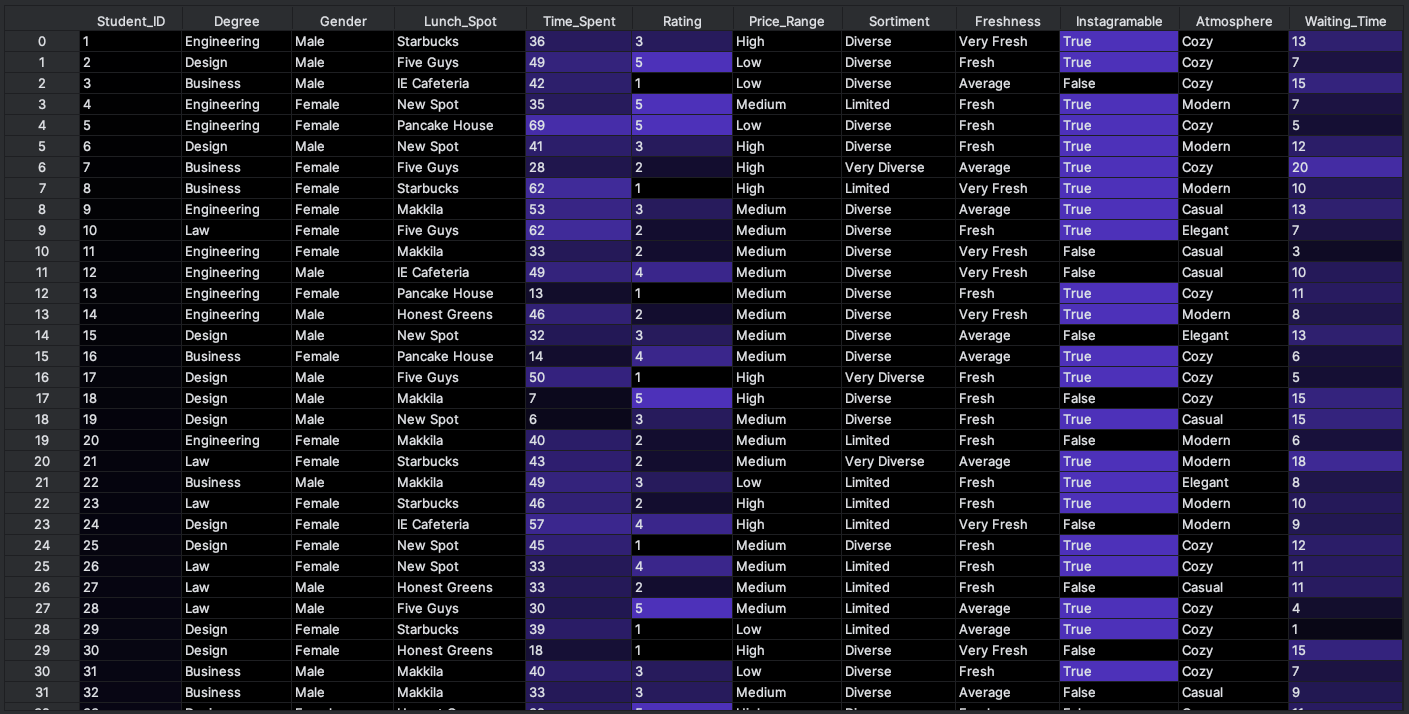 Student_ID Degree Gender Lunch_Spot Time_Spent Rating Price_Range Sortiment Freshness Instagramable Atmosphere Waiting_Time
0 1 Engineering Male Starbucks 36 3 High Diverse Very Fresh True Cozy 13
1 2 Design Male Five Guys 49 5 Low Diverse Fresh True Cozy 7
2 3 Business Male IE Cafeteria 42 1 Low Diverse Average False Cozy 15
3 4 Engineering Female New Spot 35 5 Medium Limited Fresh True Modern 7
4 5 Engineering Female Pancake House 69 5 Low Diverse Fresh True Cozy 5
5 6 Design Male New Spot 41 3 High Diverse Fresh True Modern 12
6 7 Business Female Five Guys 28 2 High Very Diverse Average True Cozy 20
7 8 Business Female Starbucks 62 1 High Limited Very Fresh True Modern 10
8 9 Engineering Female Makkila 53 3 Medium Diverse Average True Casual 13
9 10 Law Female Five Guys 62 2 Medium Diverse Fresh True Elegant 7
10 11 Engineering Female Makkila 33 2 Medium Diverse Very Fresh False Casual 3
11 12 Engineering Male IE Cafeteria 49 4 Medium Diverse Very Fresh False Casual 10
12 13 Engineering Female Pancake House 13 1 Medium Diverse Fresh True Cozy 11
13 14 Engineering Female Honest Greens 46 2 Medium Diverse Very Fresh True Modern 8
14 15 Design Male New Spot 32 3 Medium Diverse Average False Elegant 13
15 16 Business Female Pancake House 14 4 Medium Diverse Average True Cozy 6
16 17 Design Male Five Guys 50 1 High Very Diverse Fresh True Cozy 5
17 18 Design Male Makkila 7 5 High Diverse Fresh False Cozy 15
18 19 Design Male New Spot 6 3 Medium Diverse Fresh True Casual 15
19 20 Engineering Female Makkila 40 2 Medium Limited Fresh False Modern 6
20 21 Law Female Starbucks 43 2 Medium Very Diverse Average True Modern 18
21 22 Business Male Makkila 49 3 Low Limited Fresh True Elegant 8
22 23 Law Female Starbucks 46 2 High Limited Fresh True Modern 10
23 24 Design Female IE Cafeteria 57 4 High Limited Very Fresh False Modern 9
24 25 Design Female New Spot 45 1 Medium Diverse Fresh True Cozy 12
25 26 Law Female New Spot 33 4 Medium Limited Fresh True Cozy 11
26 27 Law Male Honest Greens 33 2 Medium Limited Fresh False Casual 11
27 28 Law Male Five Guys 30 5 Medium Limited Average True Cozy 4
28 29 Design Female Starbucks 39 1 Low Limited Average True Cozy 1
29 30 Design Female Honest Greens 18 1 High Diverse Very Fresh False Cozy 15
30 31 Business Male Makkila 40 3 Low Diverse Fresh True Cozy 7
31 32 Business Male Makkila 33 3 Medium Diverse Average False Casual 9